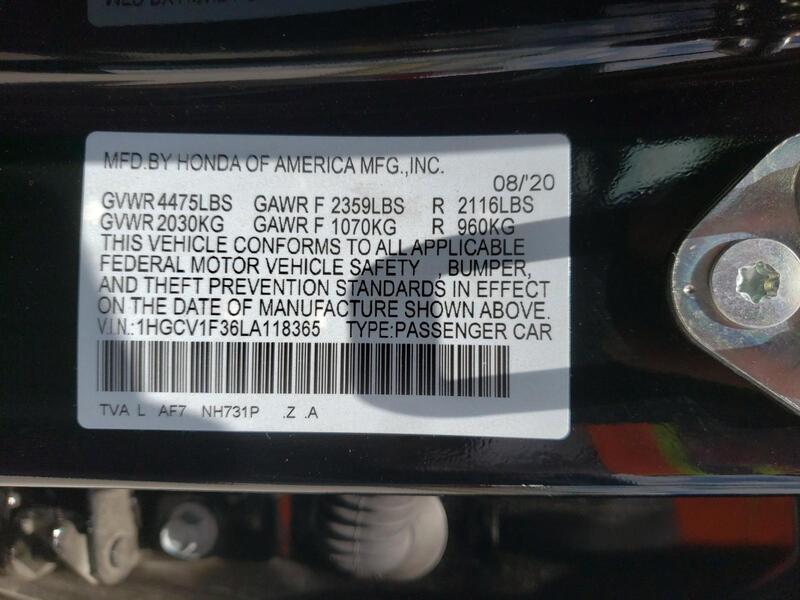 MFD.BY HONDA OF AMERICA MFG.,INC.
08/'20
GVWR 4475LBS GAWR F 2359LBS R 2116LBS
GVWR 2030KG GAWR F 1070KG R 960KG
THIS VEHICLE CONFORMS TO ALL APPLICABLE
FEDERAL MOTOR VEHICLE SAFETY , BUMPER,
AND THEFT PREVENTION STANDARDS IN EFFECT
ON THE DATE OF MANUFACTURE SHOWN ABOVE.
V.I.N.:1HGCV1F36LA118365 TYPE:PASSENGER CAR
TVA L AF7 NH731P .Z .A